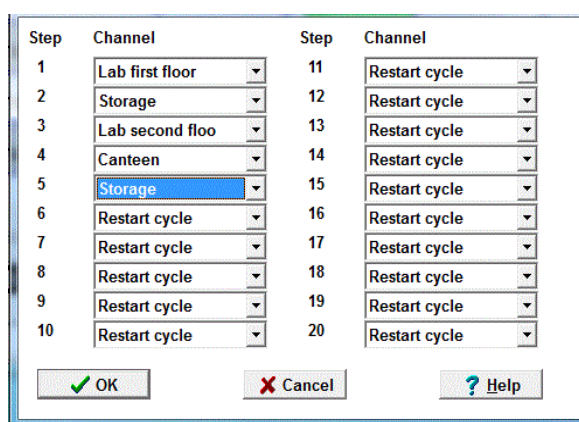 Step Channel Step Channel
1 Lab first floor 11 Restart cycle
2 Storage 12 Restart cycle
3 Lab second floo 13 Restart cycle
4 Canteen 14 Restart cycle
5 Storage 15 Restart cycle
6 Restart cycle 16 Restart cycle
7 Restart cycle 17 Restart cycle
8 Restart cycle 18 Restart cycle
9 Restart cycle 19 Restart cycle
10 Restart cycle 20 Restart cycle
OK Cancel ? Help